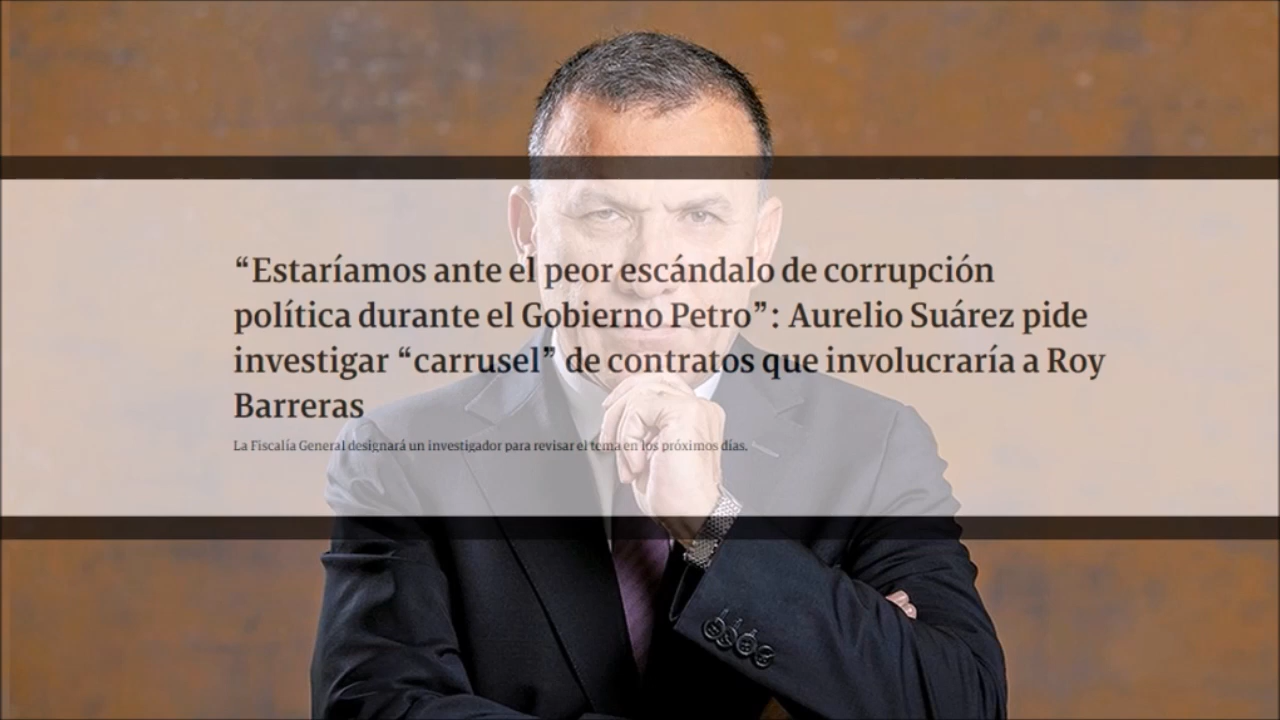 “Estaríamos ante el peor escándalo de corrupción
política durante el Gobierno Petro”: Aurelio Suárez pide
investigar “carrusel” de contratos que involucraría a Roy
Barreras
La Fiscalía General designará un investigador para revisar el tema en los próximos días.